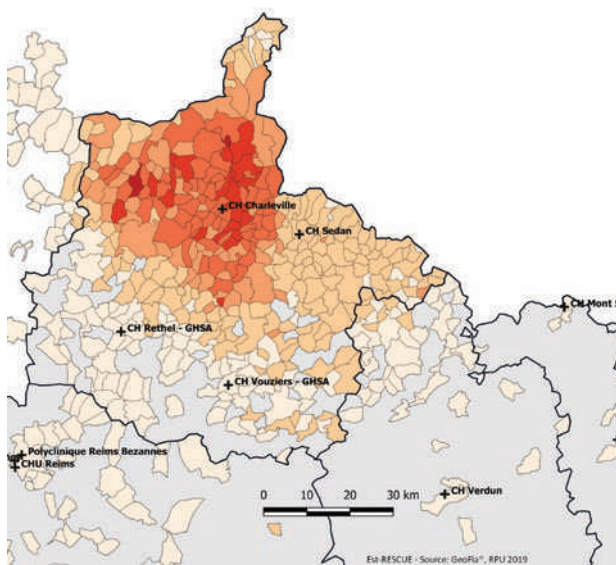 CH Charleville
CH Sedan
CH Mont S
CH Rethel - GHSA
CH Vouziers - GHSA
Polyclinique Reims Bezannes
CHU Reims
CH Verdun
0 10 20 30 km
Est-RESCUE - Source: GeoFla®, RPU 2019